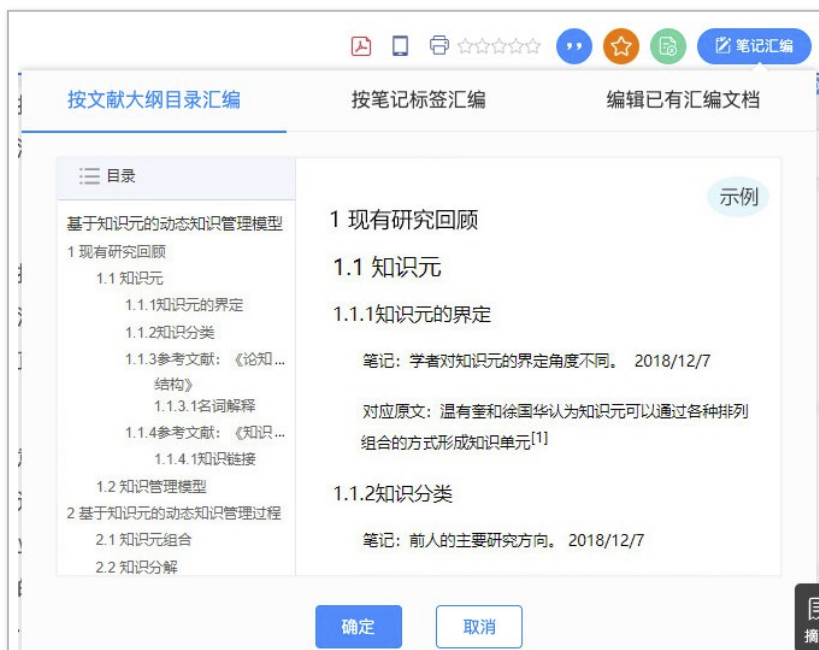 笔记汇编
按文献大纲目录汇编
按笔记标签汇编
编辑已有汇编文档
目录
基于知识元的动态知识管理模型
1 现有研究回顾
1.1 知识元
1.1.1知识元的界定
1.1.2知识分类
1.1.3参考文献：《论知...
结构》
1.1.3.1名词解释
1.1.4参考文献：《知识...
1.1.4.1知识链接
1.2 知识管理模型
2 基于知识元的动态知识管理过程
2.1 知识元组合
2.2 知识分解
示例
1 现有研究回顾
1.1 知识元
1.1.1知识元的界定
笔记：学者对知识元的界定角度不同。 2018/12/7
对应原文：温有奎和徐国华认为知识元可以通过各种排列
组合的方式形成知识单元[1]
1.1.2知识分类
笔记：前人的主要研究方向。 2018/12/7
确定
取消
摘